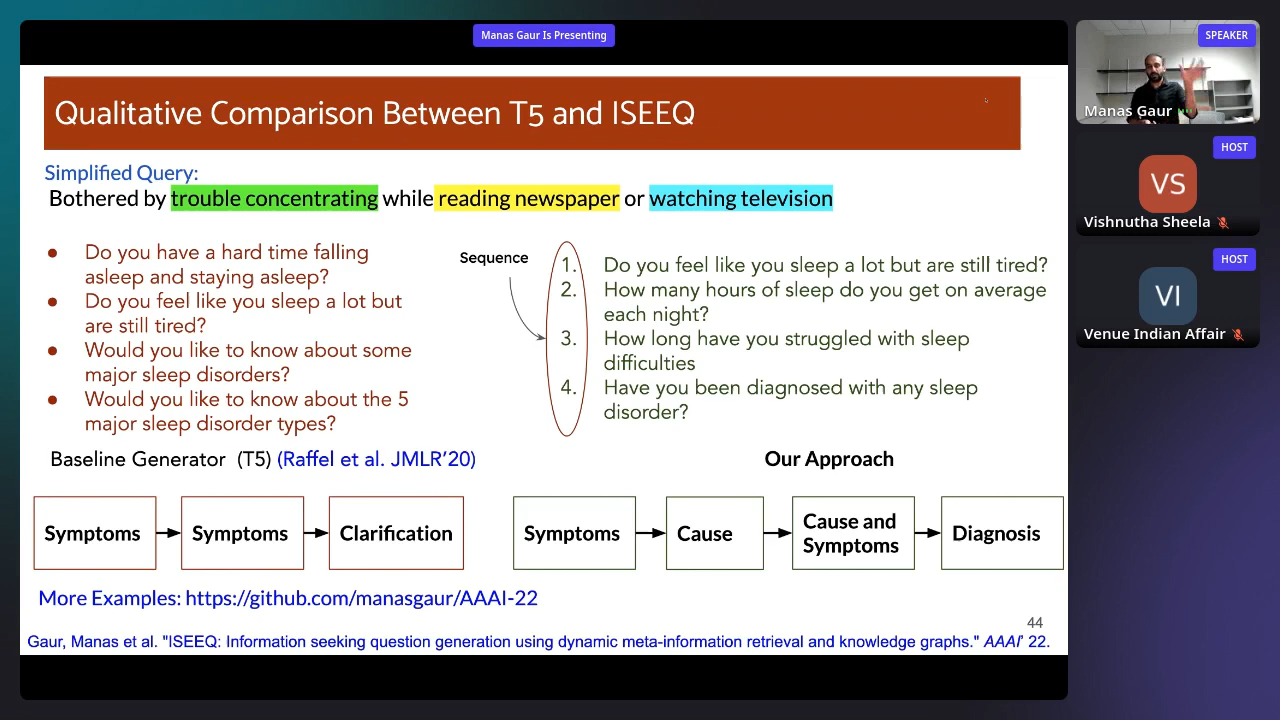 Manas Gaur Is Presenting
Qualitative Comparison Between T5 and ISEEQ
Simplified Query:
Bothered by trouble concentrating while reading newspaper or watching television
● Do you have a hard time falling
asleep and staying asleep?
● Do you feel like you sleep a lot but
are still tired?
● Would you like to know about some
major sleep disorders?
● Would you like to know about the 5
major sleep disorder types?
Baseline Generator (T5) (Raffel et al. JMLR'20)
Sequence
1. Do you feel like you sleep a lot but are still tired?
2. How many hours of sleep do you get on average
each night?
3. How long have you struggled with sleep
difficulties
4. Have you been diagnosed with any sleep
disorder?
Our Approach
Symptoms
Symptoms
Clarification
Symptoms
Cause
Cause and
Symptoms
Diagnosis
More Examples: https://github.com/manasgaur/AAAI-22
44
Gaur, Manas et al. "ISEEQ: Information seeking question generation using dynamic meta-information retrieval and knowledge graphs." AAAI' 22.
SPEAKER
Manas Gaur
HOST
VS
Vishnutha Sheela
HOST
VI
Venue Indian Affair